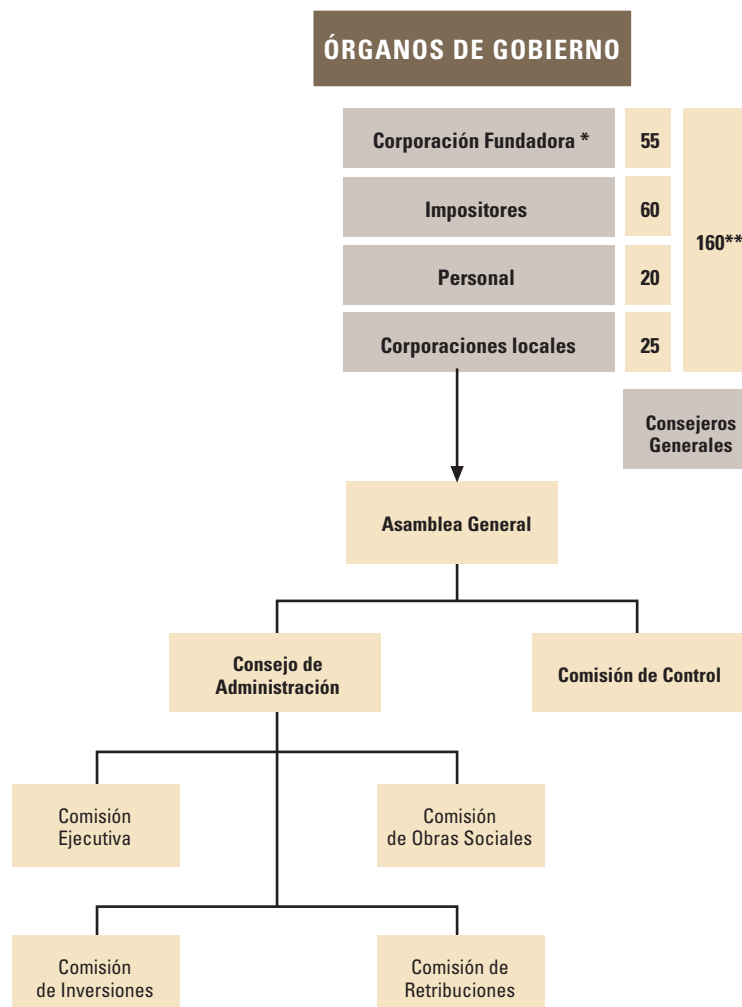 ÓRGANOS DE GOBIERNO
Corporación Fundadora * 55
Impositores 60
160**
Personal 20
Corporaciones locales 25
Consejeros
Generales
Asamblea General
Consejo de
Administración
Comisión de Control
Comisión
Ejecutiva
Comisión
de Obras Sociales
Comisión
de Inversiones
Comisión de
Retribuciones